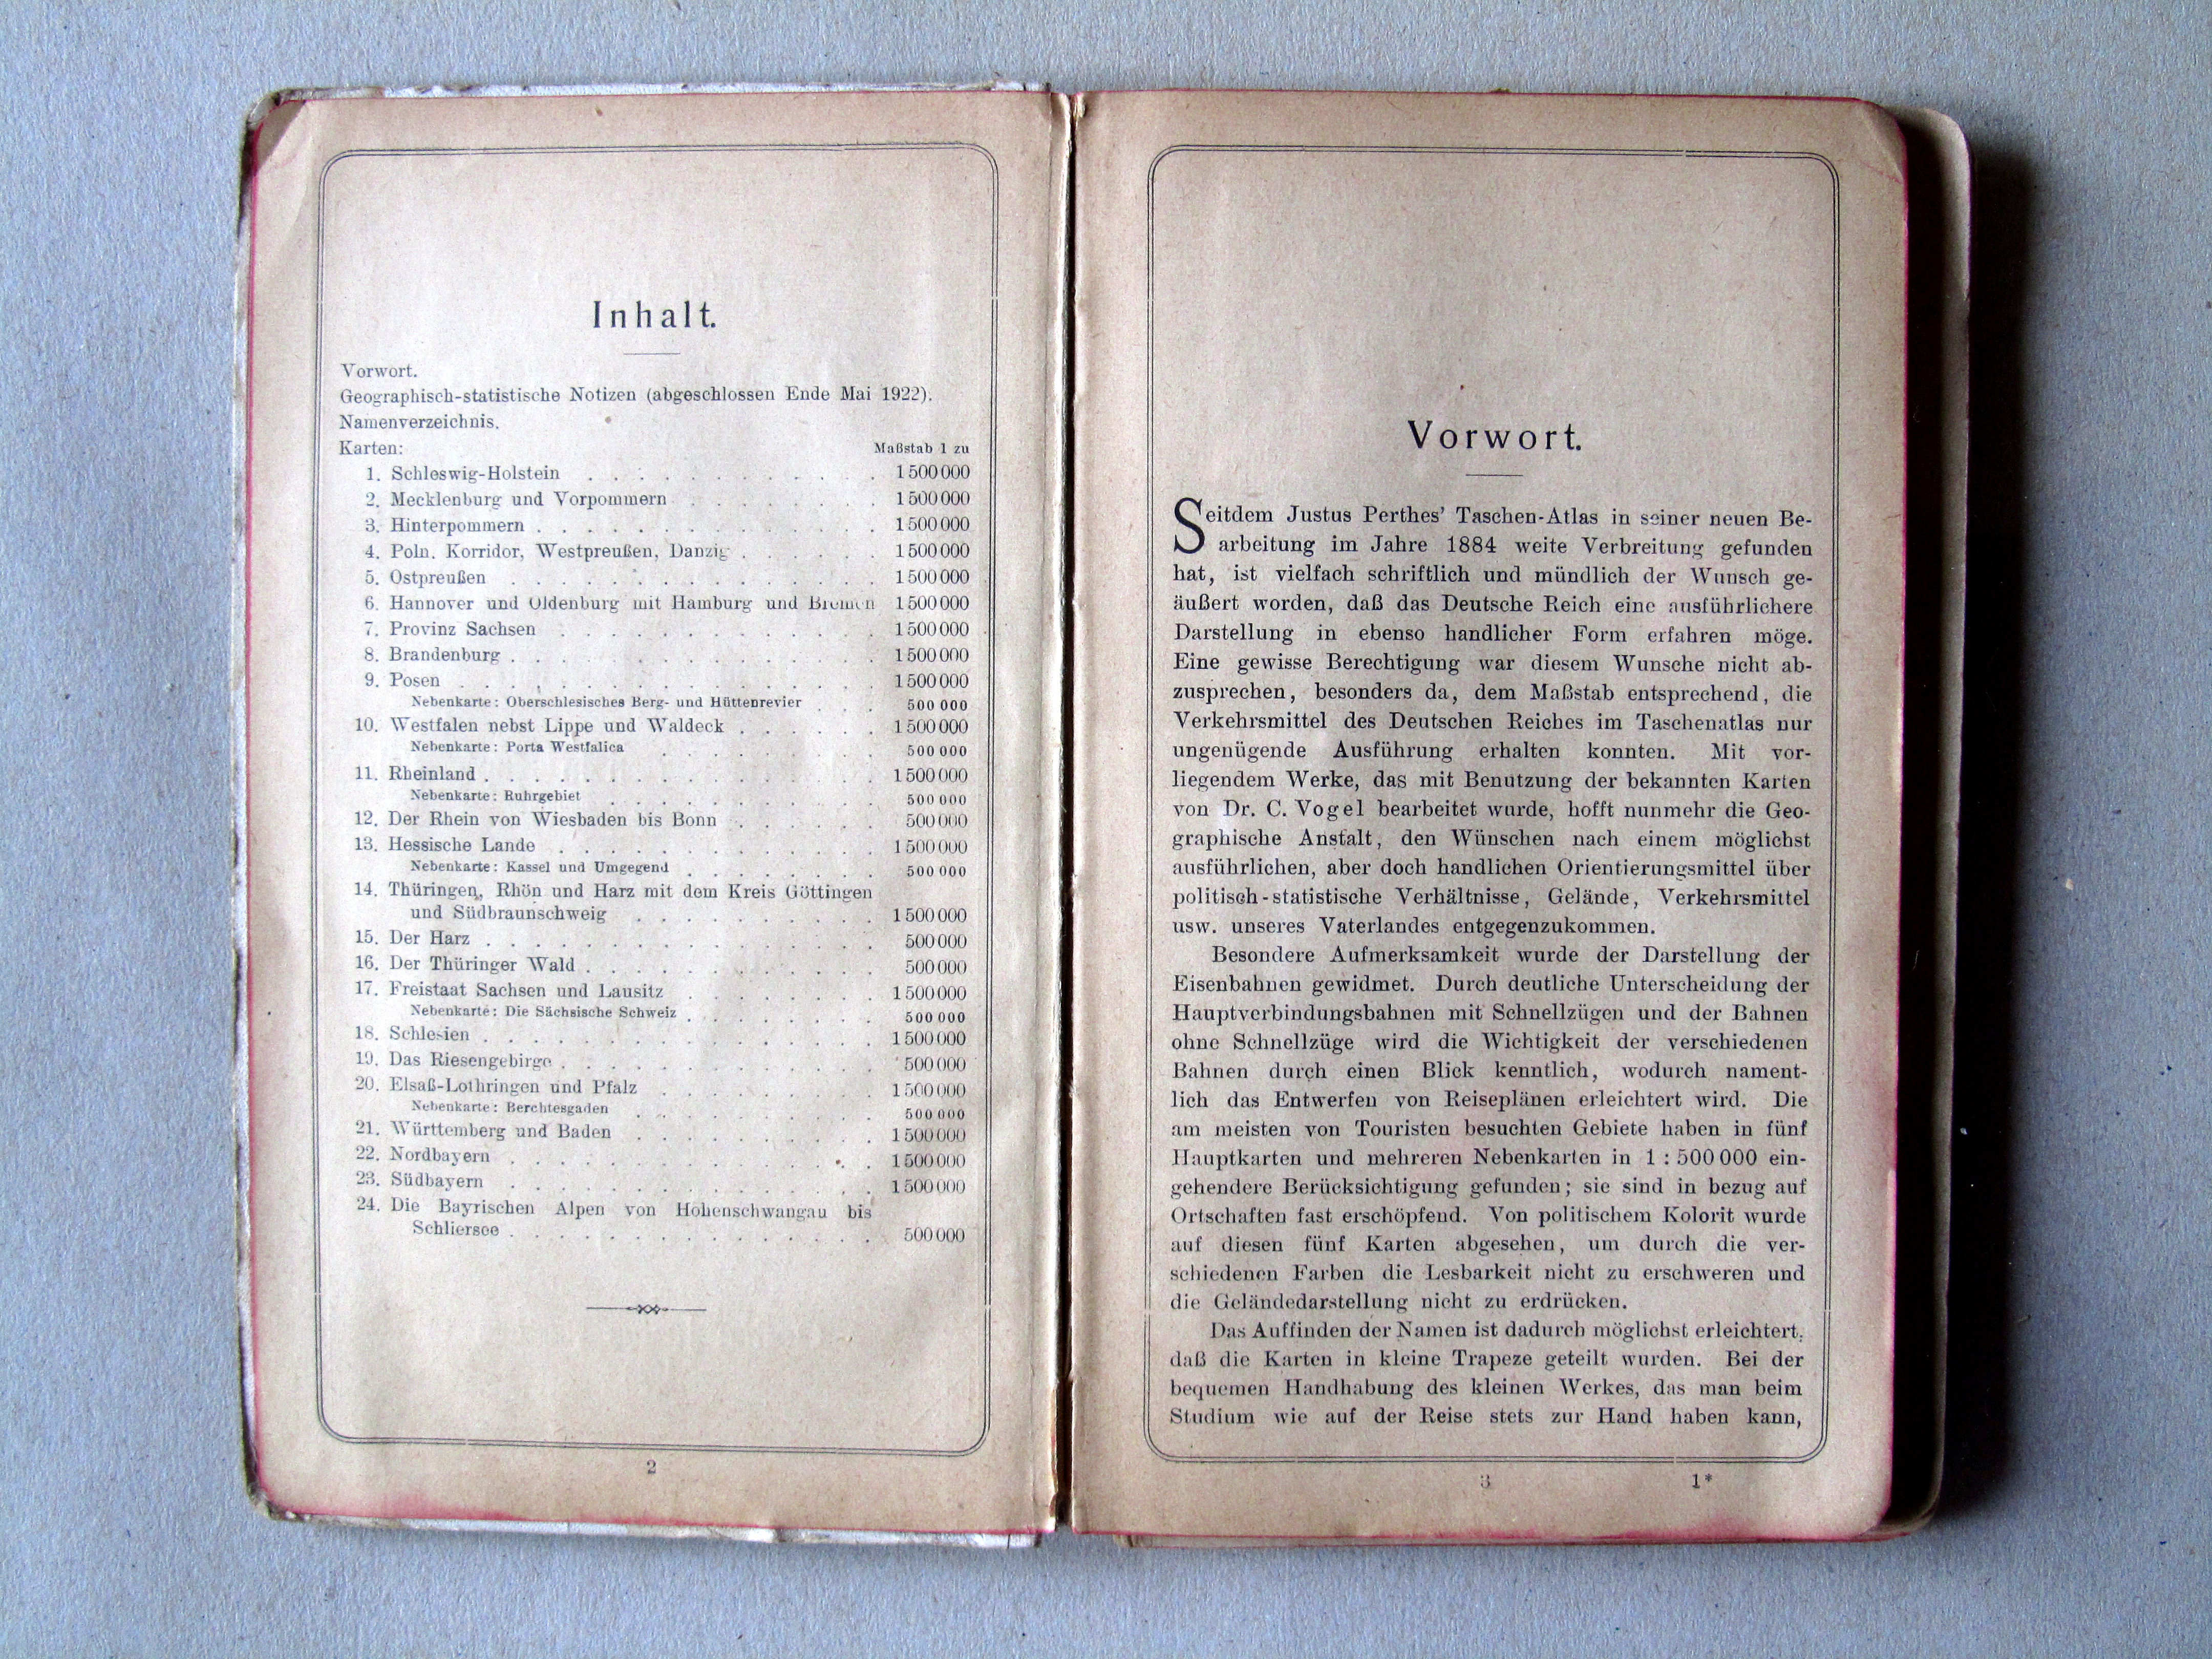 Inhalt.
Vorwort.
Geographisch-statistische Notizen (abgeschlossen Ende Mai 1922).
Namenverzeichnis.
Karten: Maßstab 1 zu
1. Schleswig-Holstein . . . . . . . . . . . . 1 500 000
2. Mecklenburg und Vorpommern . . . . . . . . 1 500 000
3. Hinterpommern . . . . . . . . . . . . . . 1 500 000
4. Poln. Korridor, Westpreußen, Danzig . . . . . . 1 500 000
5. Ostpreußen . . . . . . . . . . . . . . . 1 500 000
6. Hannover und Oldenburg mit Hamburg und Bremen 1 500 000
7. Provinz Sachsen . . . . . . . . . . . . . 1 500 000
8. Brandenburg . . . . . . . . . . . . . . . 1 500 000
9. Posen . . . . . . . . . . . . . . . . . 1 500 000
Nebenkarte: Oberschlesisches Berg- und Hüttenrevier . . . 500 000
10. Westfalen nebst Lippe und Waldeck . . . . . . 1 500 000
Nebenkarte: Porta Westfalica . . . . . . . . . 500 000
11. Rheinland . . . . . . . . . . . . . . . . 1 500 000
Nebenkarte: Ruhrgebiet . . . . . . . . . . . 500 000
12. Der Rhein von Wiesbaden bis Bonn . . . . . . 500 000
13. Hessische Lande . . . . . . . . . . . . . 1 500 000
Nebenkarte: Kassel und Umgegend . . . . . . . . 500 000
14. Thüringen, Rhön und Harz mit dem Kreis Göttingen
und Südbraunschweig . . . . . . . . . . 1 500 000
15. Der Harz . . . . . . . . . . . . . . . . 500 000
16. Der Thüringer Wald . . . . . . . . . . . . 500 000
17. Freistaat Sachsen und Lausitz . . . . . . . . 1 500 000
Nebenkarte: Die Sächsische Schweiz . . . . . . . . 500 000
18. Schlesien . . . . . . . . . . . . . . . . 1 500 000
19. Das Riesengebirge . . . . . . . . . . . . . 500 000
20. Elsaß-Lothringen und Pfalz . . . . . . . . . 1 500 000
Nebenkarte: Berchtesgaden . . . . . . . . . . 500 000
21. Württemberg und Baden . . . . . . . . . . 1 500 000
22. Nordbayern . . . . . . . . . . . . . . . 1 500 000
23. Südbayern . . . . . . . . . . . . . . . 1 500 000
24. Die Bayrischen Alpen von Hohenschwangau bis
Schliersee . . . . . . . . . . . . . . . 500 000
2
Vorwort.
Seitdem Justus Perthes' Taschen-Atlas in seiner neuen Be-
arbeitung im Jahre 1884 weite Verbreitung gefunden
hat, ist vielfach schriftlich und mündlich der Wunsch ge-
äußert worden, daß das Deutsche Reich eine ausführlichere
Darstellung in ebenso handlicher Form erfahren möge.
Eine gewisse Berechtigung war diesem Wunsche nicht ab-
zusprechen, besonders da, dem Maßstab entsprechend, die
Verkehrsmittel des Deutschen Reiches im Taschenatlas nur
ungenügende Ausführung erhalten konnten. Mit vor-
liegendem Werke, das mit Benutzung der bekannten Karten
von Dr. C. Vogel bearbeitet wurde, hofft nunmehr die Geo-
graphische Anstalt, den Wünschen nach einem möglichst
ausführlichen, aber doch handlichen Orientierungsmittel über
politisch-statistische Verhältnisse, Gelände, Verkehrsmittel
usw. unseres Vaterlandes entgegenzukommen.
Besondere Aufmerksamkeit wurde der Darstellung der
Eisenbahnen gewidmet. Durch deutliche Unterscheidung der
Hauptverbindungsbahnen mit Schnellzügen und der Bahnen
ohne Schnellzüge wird die Wichtigkeit der verschiedenen
Bahnen durch einen Blick kenntlich, wodurch nament-
lich das Entwerfen von Reiseplänen erleichtert wird. Die
am meisten von Touristen besuchten Gebiete haben in fünf
Hauptkarten und mehreren Nebenkarten in 1 : 500 000 ein-
gehendere Berücksichtigung gefunden; sie sind in bezug auf
Ortschaften fast erschöpfend. Von politischem Kolorit wurde
auf diesen fünf Karten abgesehen, um durch die ver-
schiedenen Farben die Lesbarkeit nicht zu erschweren und
die Geländedarstellung nicht zu erdrücken.
Das Auffinden der Namen ist dadurch möglichst erleichtert,
daß die Karten in kleine Trapeze geteilt wurden. Bei der
bequemen Handhabung des kleinen Werkes, das man beim
Studium wie auf der Reise stets zur Hand haben kann,
3 1*